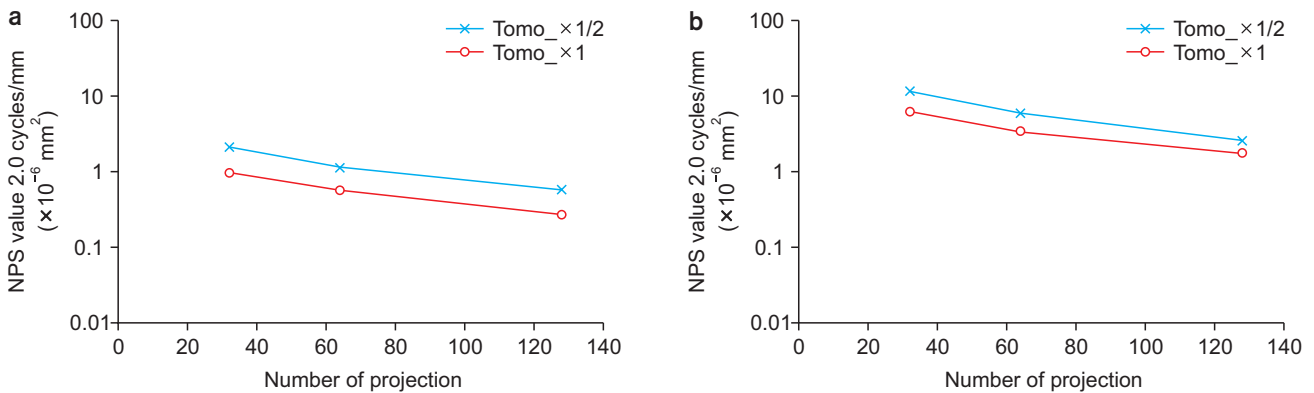 a
Tomo_×1/2
Tomo_×1
NPS value 2.0 cycles/mm
(×10⁻⁶ mm²)
100
10
1
0.1
0.01
0
20
40
60
80
100
120
140
Number of projection
b
Tomo_×1/2
Tomo_×1
NPS value 2.0 cycles/mm
(×10⁻⁶ mm²)
100
10
1
0.1
0.01
0
20
40
60
80
100
120
140
Number of projection